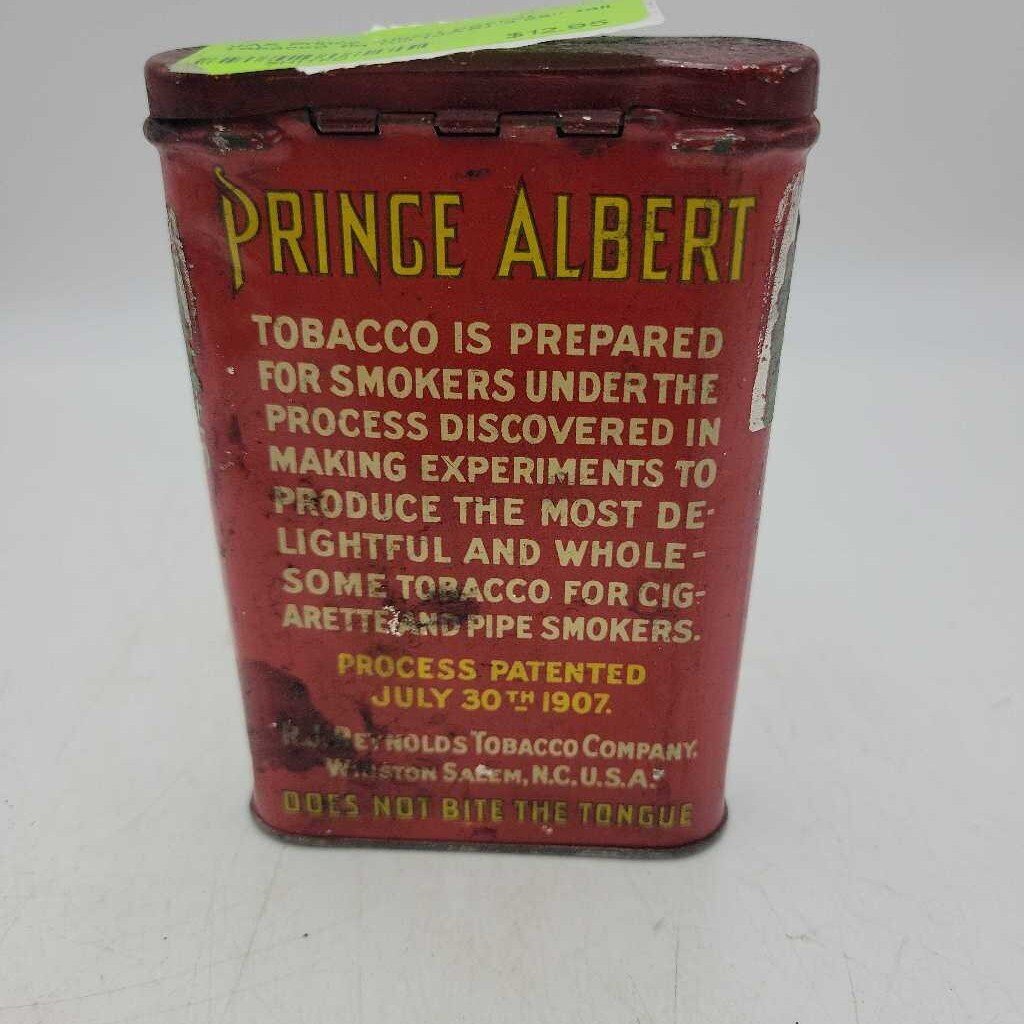 $12.95
PRINCE ALBERT
TOBACCO IS PREPARED
FOR SMOKERS UNDER THE
PROCESS DISCOVERED IN
MAKING EXPERIMENTS TO
PRODUCE THE MOST DE-
LIGHTFUL AND WHOLE-
SOME TOBACCO FOR CIG-
ARETTE AND PIPE SMOKERS.
PROCESS PATENTED
JULY 30TH 1907.
R.J. REYNOLDS TOBACCO COMPANY,
WINSTON SALEM, N.C. U.S.A.
DOES NOT BITE THE TONGUE